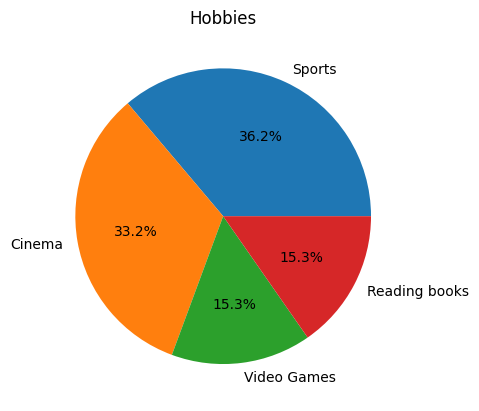 Hobbies
Sports
36.2%
Cinema
33.2%
15.3%
Reading books
15.3%
Video Games